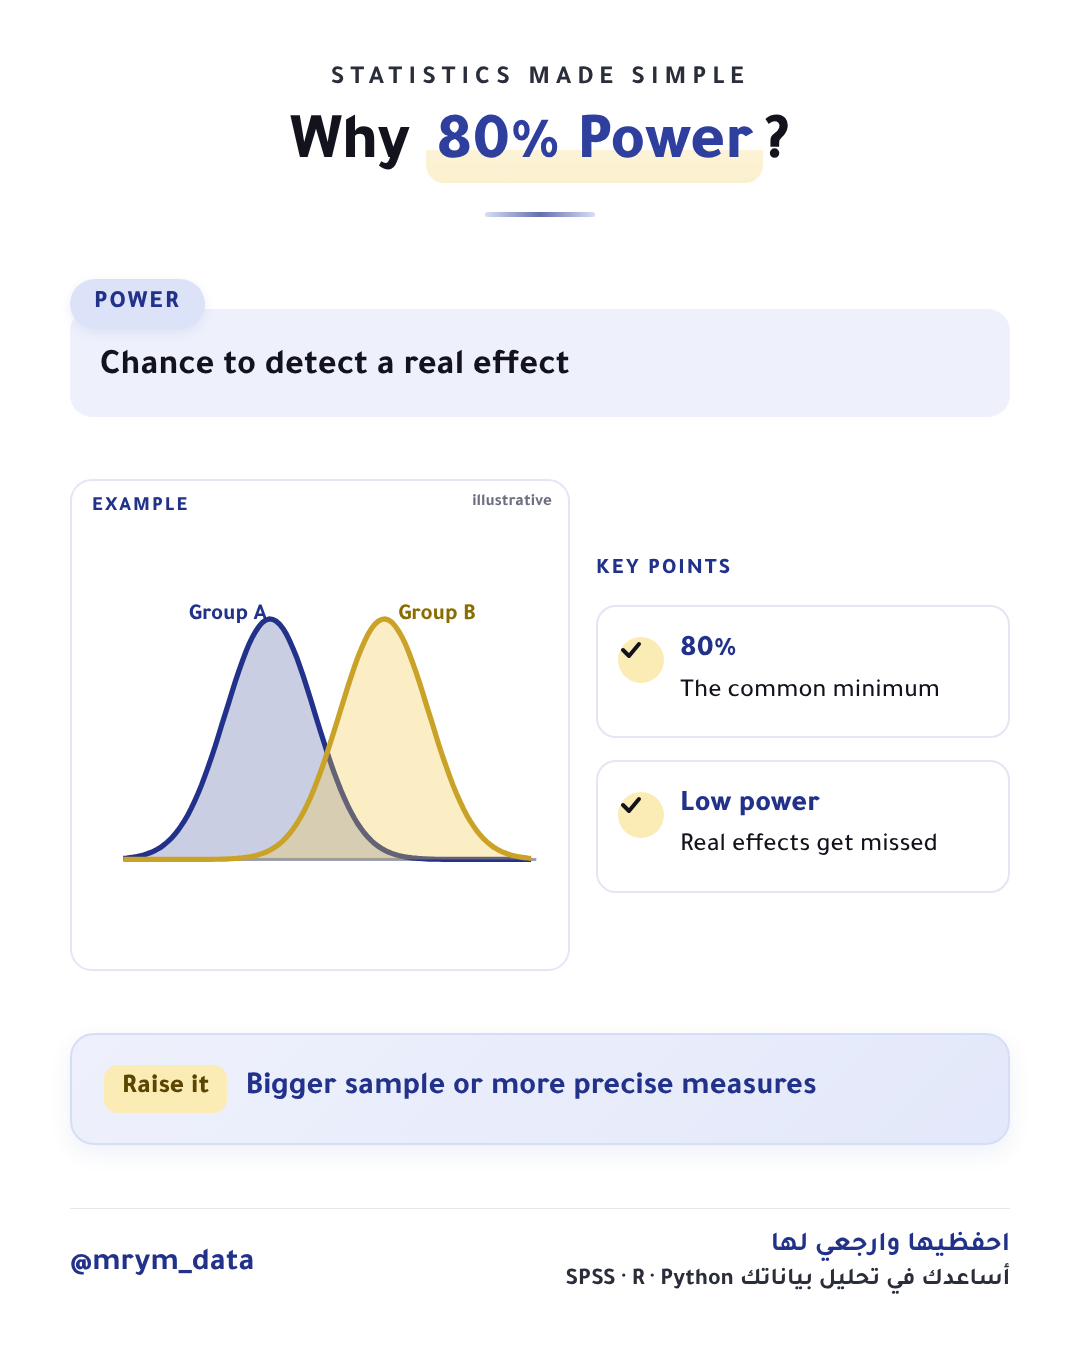 STATISTICS MADE SIMPLE
Why 80% Power?
POWER
Chance to detect a real effect
EXAMPLE
illustrative
Group A
Group B
KEY POINTS
80%
The common minimum
Low power
Real effects get missed
Raise it
Bigger sample or more precise measures
@mrym_data
احفظيها وارجعي لها
أساعدك في تحليل بياناتك SPSS · R · Python